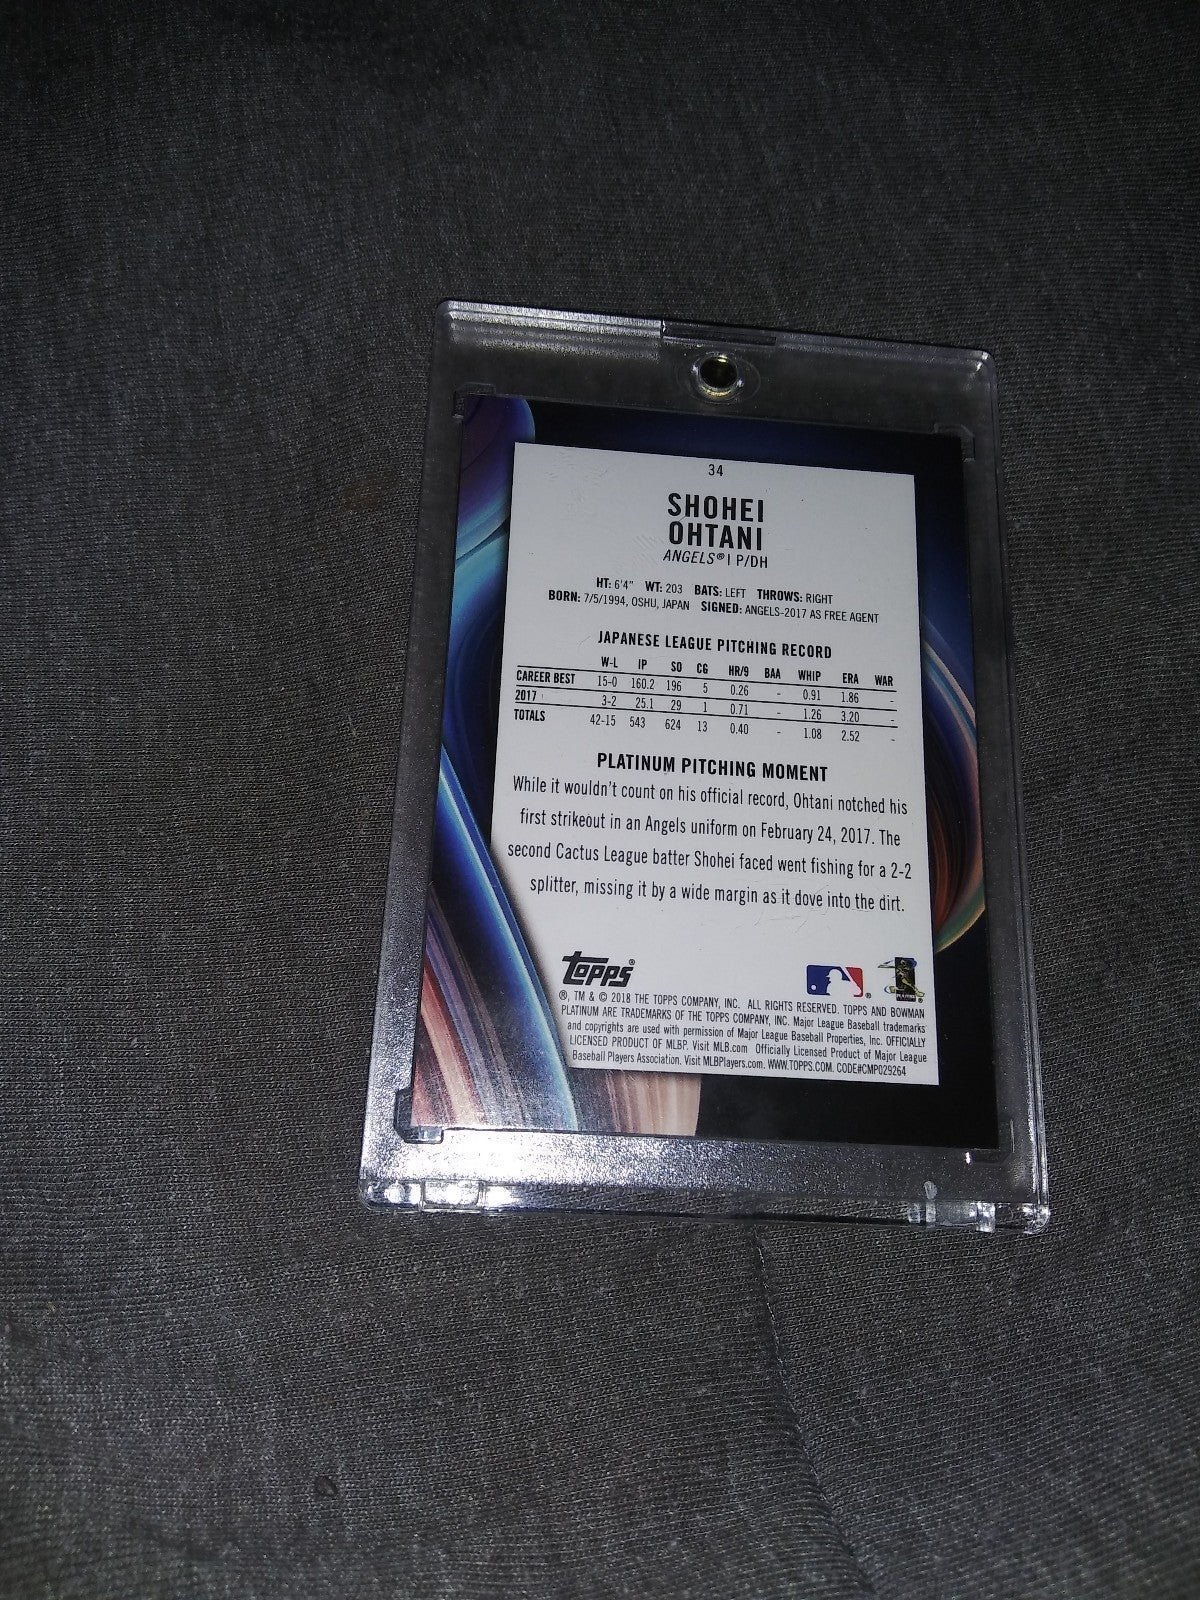 34
SHOHEI
OHTANI
ANGELS® | P/DH
HT: 6'4" WT: 203 BATS: LEFT THROWS: RIGHT
BORN: 7/5/1994, OSHU, JAPAN SIGNED: ANGELS-2017 AS FREE AGENT
JAPANESE LEAGUE PITCHING RECORD
W-L IP SO CG HR/9 BAA WHIP ERA WAR
CAREER BEST 15-0 160.2 196 5 0.26 - 0.91 1.86 -
2017 3-2 25.1 29 1 0.71 - 1.26 3.20 -
TOTALS 42-15 543 624 13 0.40 - 1.08 2.52 -
PLATINUM PITCHING MOMENT
While it wouldn't count on his official record, Ohtani notched his
first strikeout in an Angels uniform on February 24, 2017. The
second Cactus League batter Shohei faced went fishing for a 2-2
splitter, missing it by a wide margin as it dove into the dirt.
Topps®
®, TM & © 2018 THE TOPPS COMPANY, INC. ALL RIGHTS RESERVED. TOPPS AND BOWMAN
PLATINUM ARE TRADEMARKS OF THE TOPPS COMPANY, INC. Major League Baseball trademarks
and copyrights are used with permission of Major League Baseball Properties, Inc. OFFICIALLY
LICENSED PRODUCT OF MLBP. Visit MLB.com Officially Licensed Product of Major League
Baseball Players Association. Visit MLBPlayers.com. WWW.TOPPS.COM. CODE#CMP029264